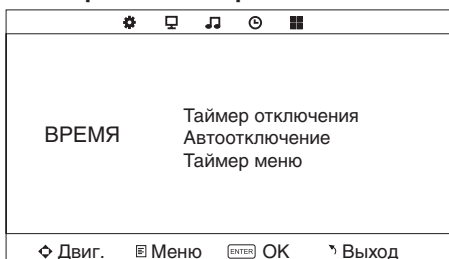 ВРЕМЯ
Таймер отключения
Автоотключение
Таймер меню
Двиг. Меню ENTER OK Выход